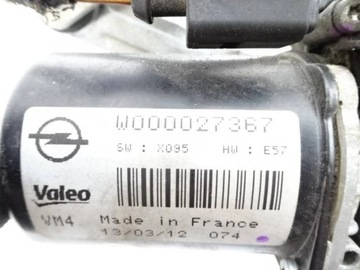 W000027367
SW : X095 HW : E57
Valeo
VM4 Made in France
13/03/12 074